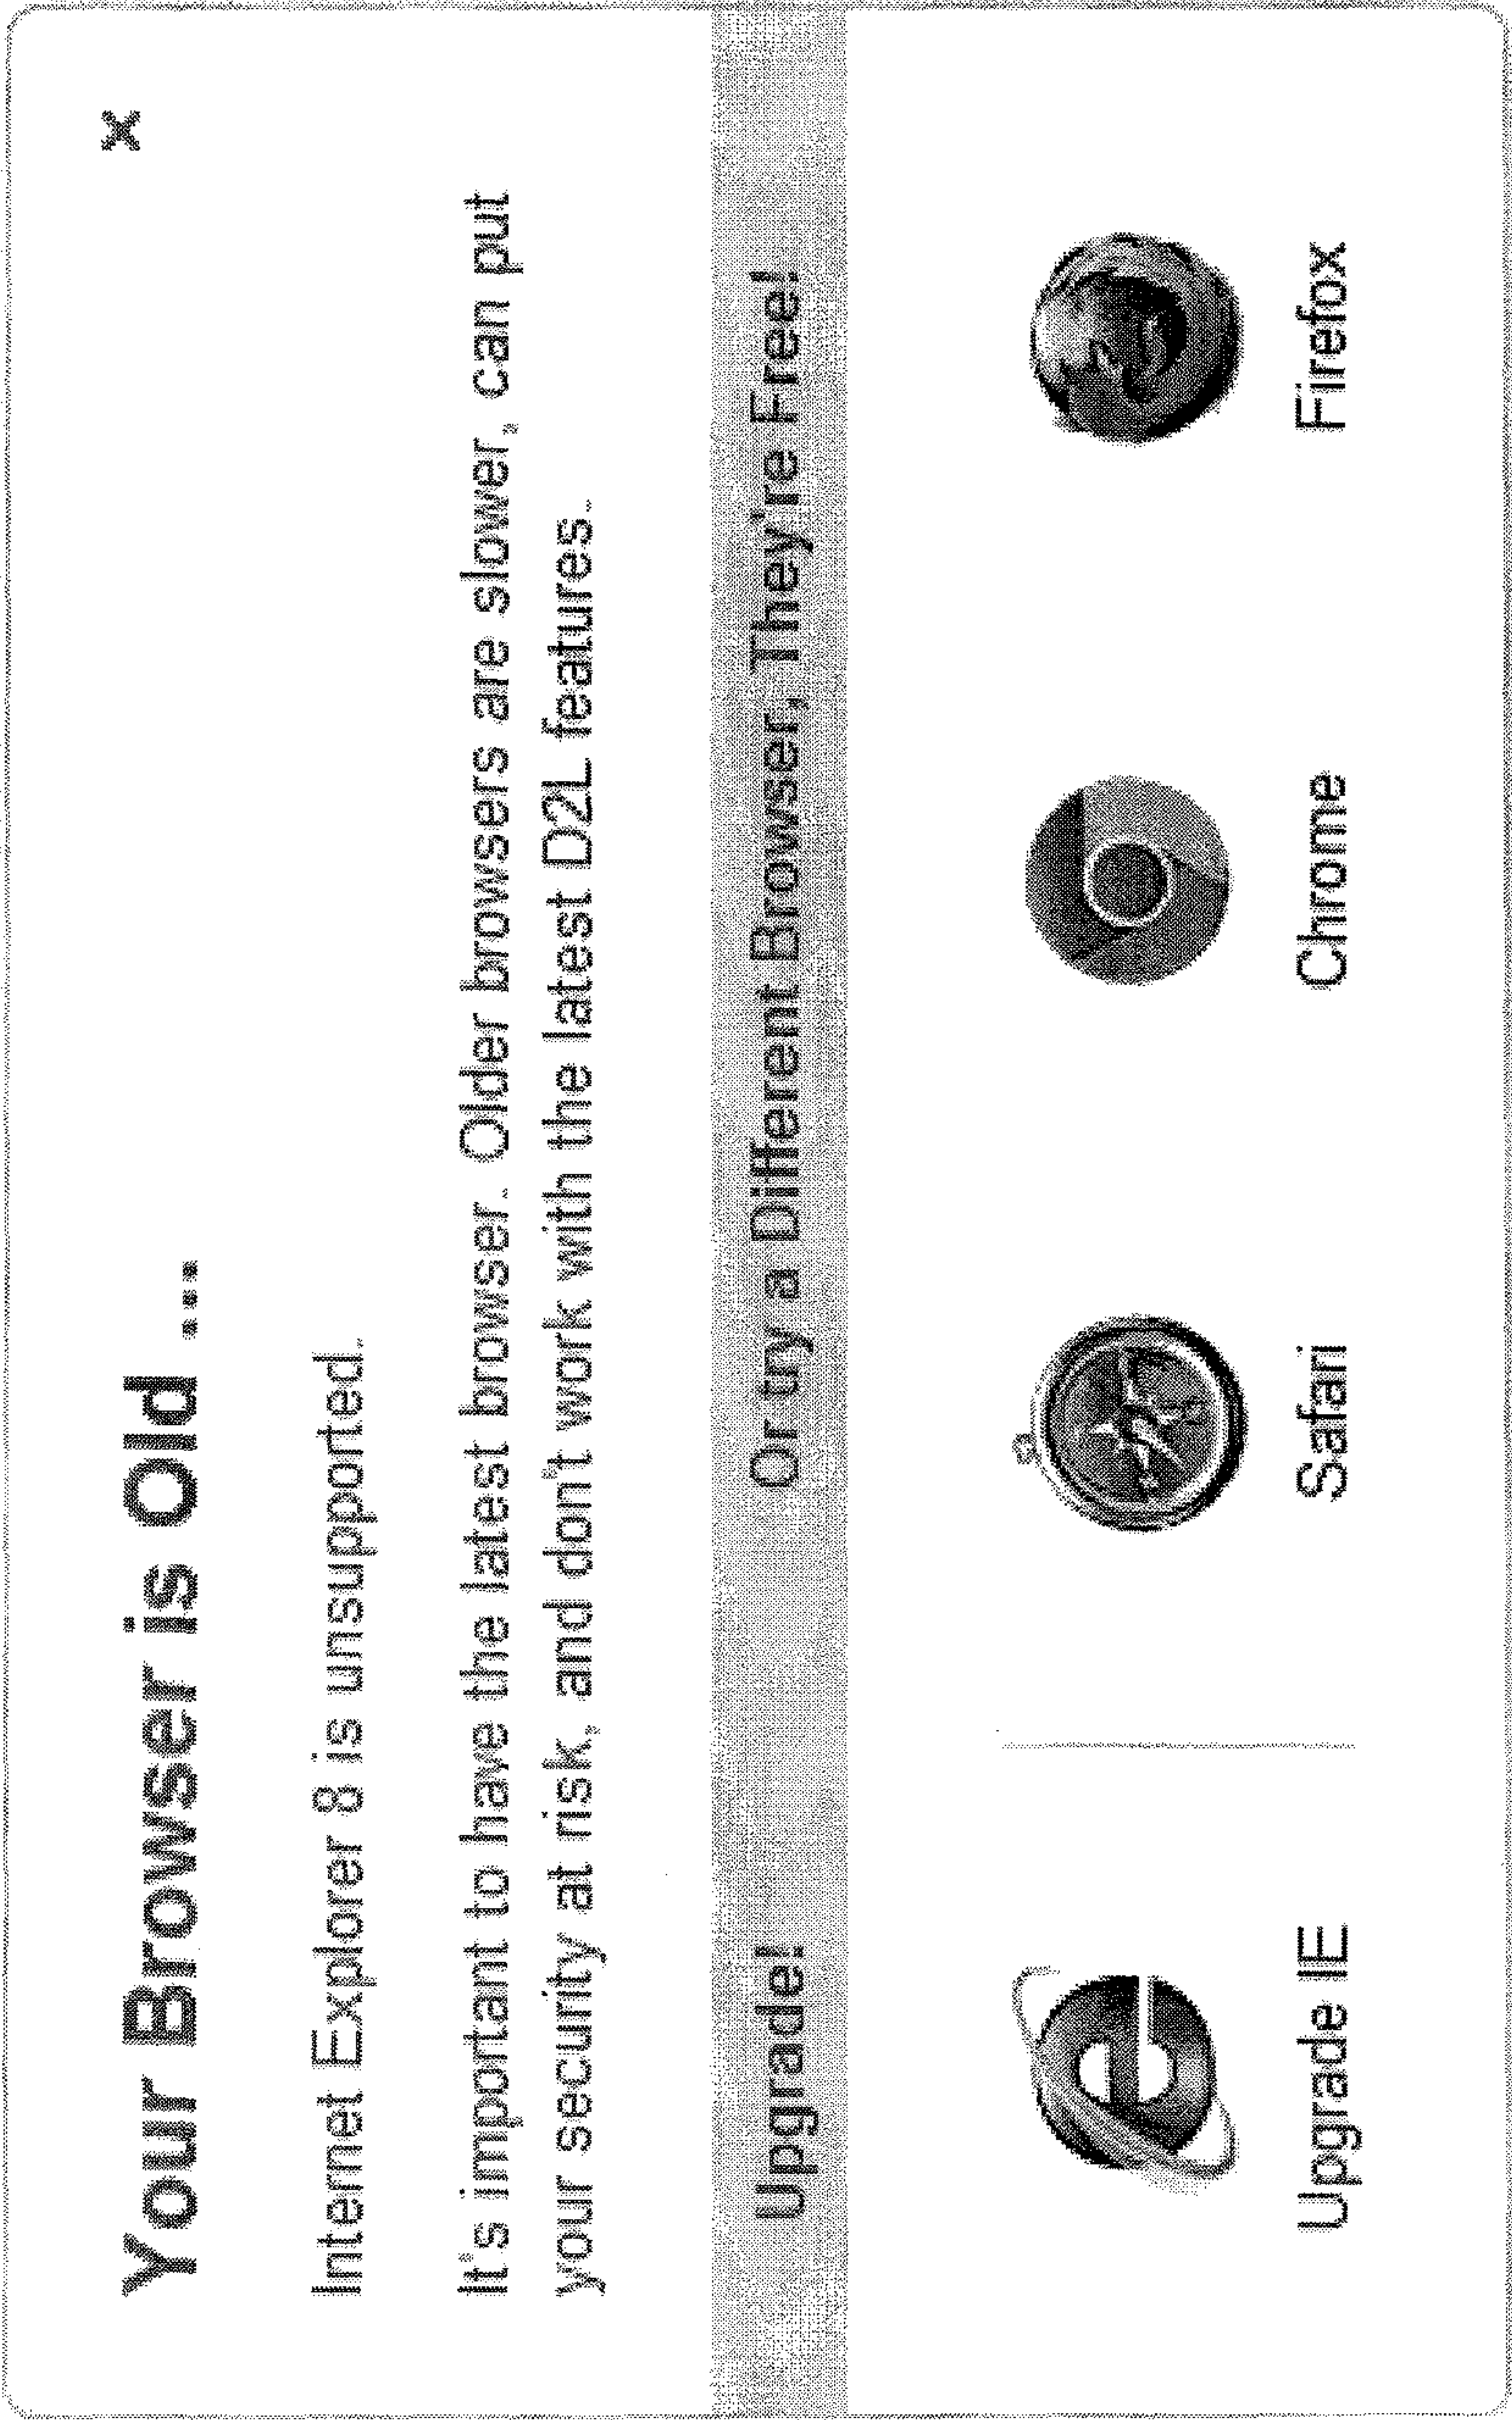 Your Browser is Old ...
x
Internet Explorer 8 is unsupported.
It's important to have the latest browser. Older browsers are slower, can put
your security at risk, and don't work with the latest D2L features.
Upgrade!
Or try a Different Browser, They're Free!
Upgrade IE
Safari
Chrome
Firefox